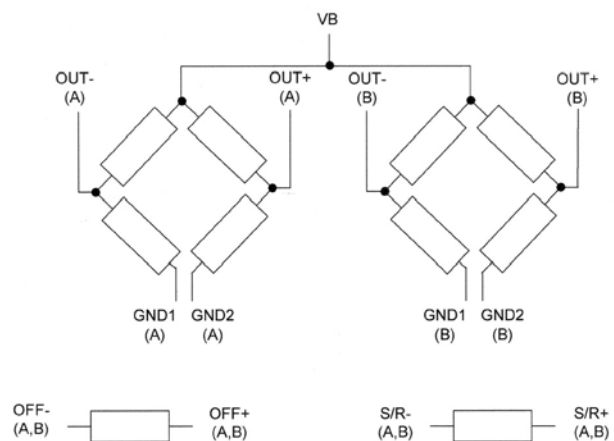 VB
OUT-
(A)
OUT+
(A)
OUT-
(B)
OUT+
(B)
GND1
(A)
GND2
(A)
GND1
(B)
GND2
(B)
OFF-
(A,B)
OFF+
(A,B)
S/R-
(A,B)
S/R+
(A,B)